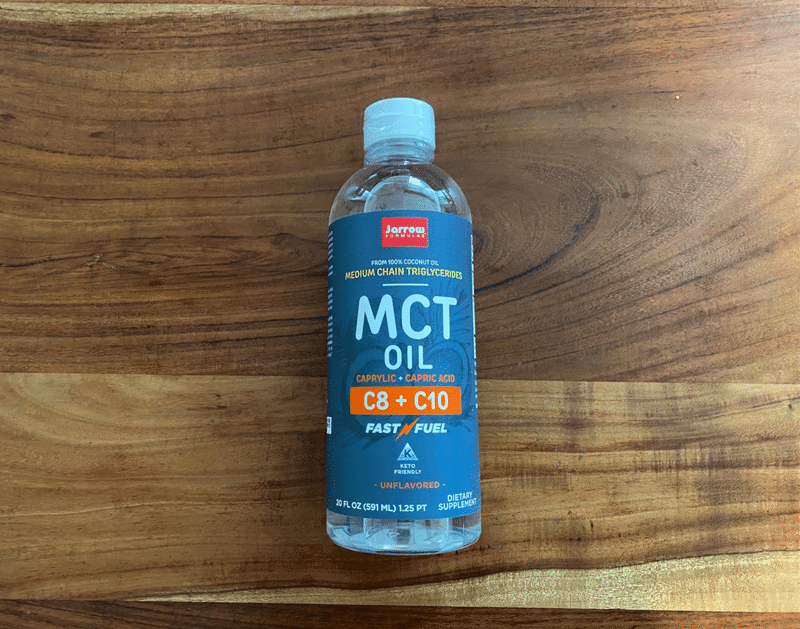 Jarrow
FORMULAS
FROM 100% COCONUT OIL
MEDIUM CHAIN TRIGLYCERIDES
MCT
OIL
CAPRYLIC + CAPRIC ACID
C8 + C10
FAST FUEL
K
KETO
FRIENDLY
- UNFLAVORED -
20 FL OZ (591 ML) 1.25 PT
DIETARY
SUPPLEMENT